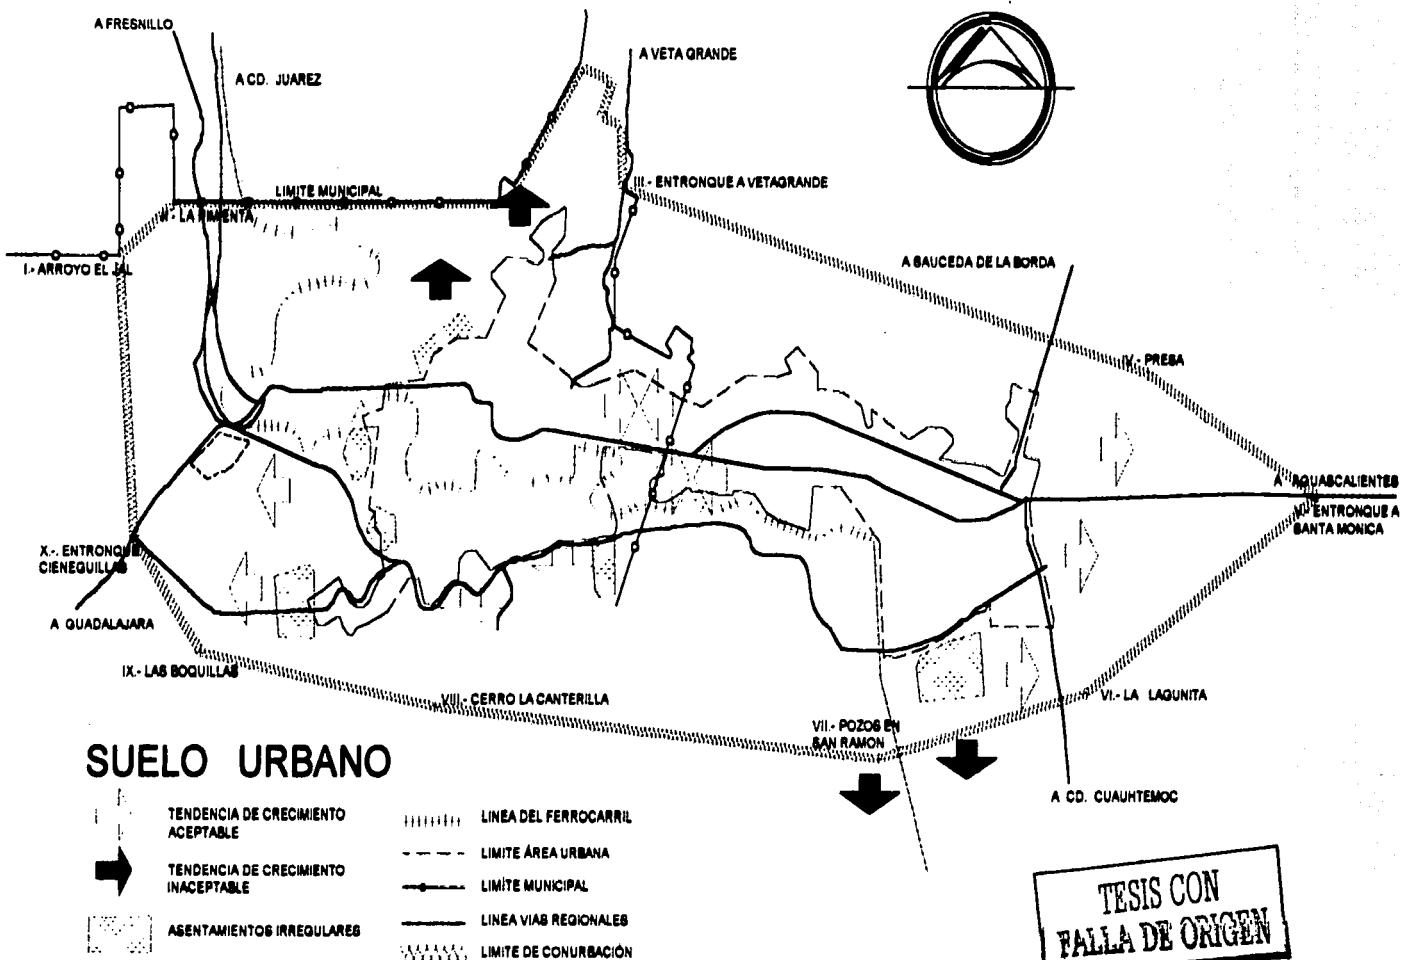 A FRESNILLO
A VETA GRANDE
A CD. JUAREZ
LIMITE MUNICIPAL
III.- ENTRONQUE A VETAGRANDE
II.- LA PIMIENTA
A SAUCEDA DE LA BORDA
I.- ARROYO EL JAL
IV.- PRESA
A AGUASCALIENTES
V.- ENTRONQUE A
SANTA MONICA
X.-. ENTRONQUE
CIENEGUILLAS
A GUADALAJARA
IX.- LAS BOQUILLAS
VIII.- CERRO LA CANTERILLA
VI.- LA LAGUNITA
VII.- POZOS EN
SAN RAMON
A CD. CUAUHTEMOC
SUELO URBANO
TENDENCIA DE CRECIMIENTO
ACEPTABLE
TENDENCIA DE CRECIMIENTO
INACEPTABLE
ASENTAMIENTOS IRREGULARES
LINEA DEL FERROCARRIL
LIMITE ÁREA URBANA
LIMÍTE MUNICIPAL
LINEA VIAS REGIONALES
LIMITE DE CONURBACIÓN
TESIS CON
FALLA DE ORIGEN